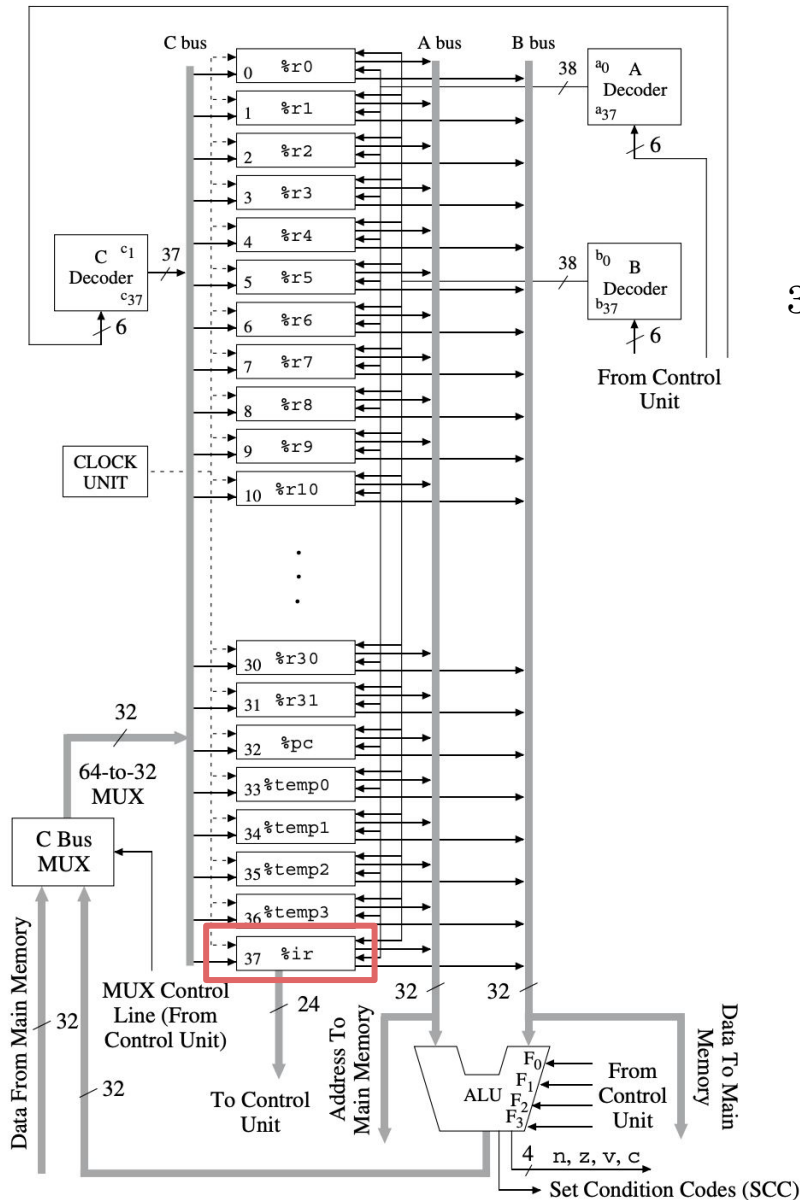 C bus
A bus
B bus
0 %r0
1 %r1
2 %r2
3 %r3
4 %r4
5 %r5
6 %r6
7 %r7
8 %r8
9 %r9
10 %r10
30 %r30
31 %r31
32 %pc
33 %temp0
34 %temp1
35 %temp2
36 %temp3
37 %ir
38
a0 A
Decoder
a37
6
38
b0 B
Decoder
b37
6
From Control
Unit
3
C c1
Decoder
c37
37
6
CLOCK
UNIT
32
64-to-32
MUX
C Bus
MUX
Data From Main Memory
32
32
MUX Control
Line (From
Control Unit)
24
To Control
Unit
32
32
Address To
Main Memory
Data To Main
Memory
ALU
F0
F1
F2
F3
From
Control
Unit
4
n, z, v, c
Set Condition Codes (SCC)